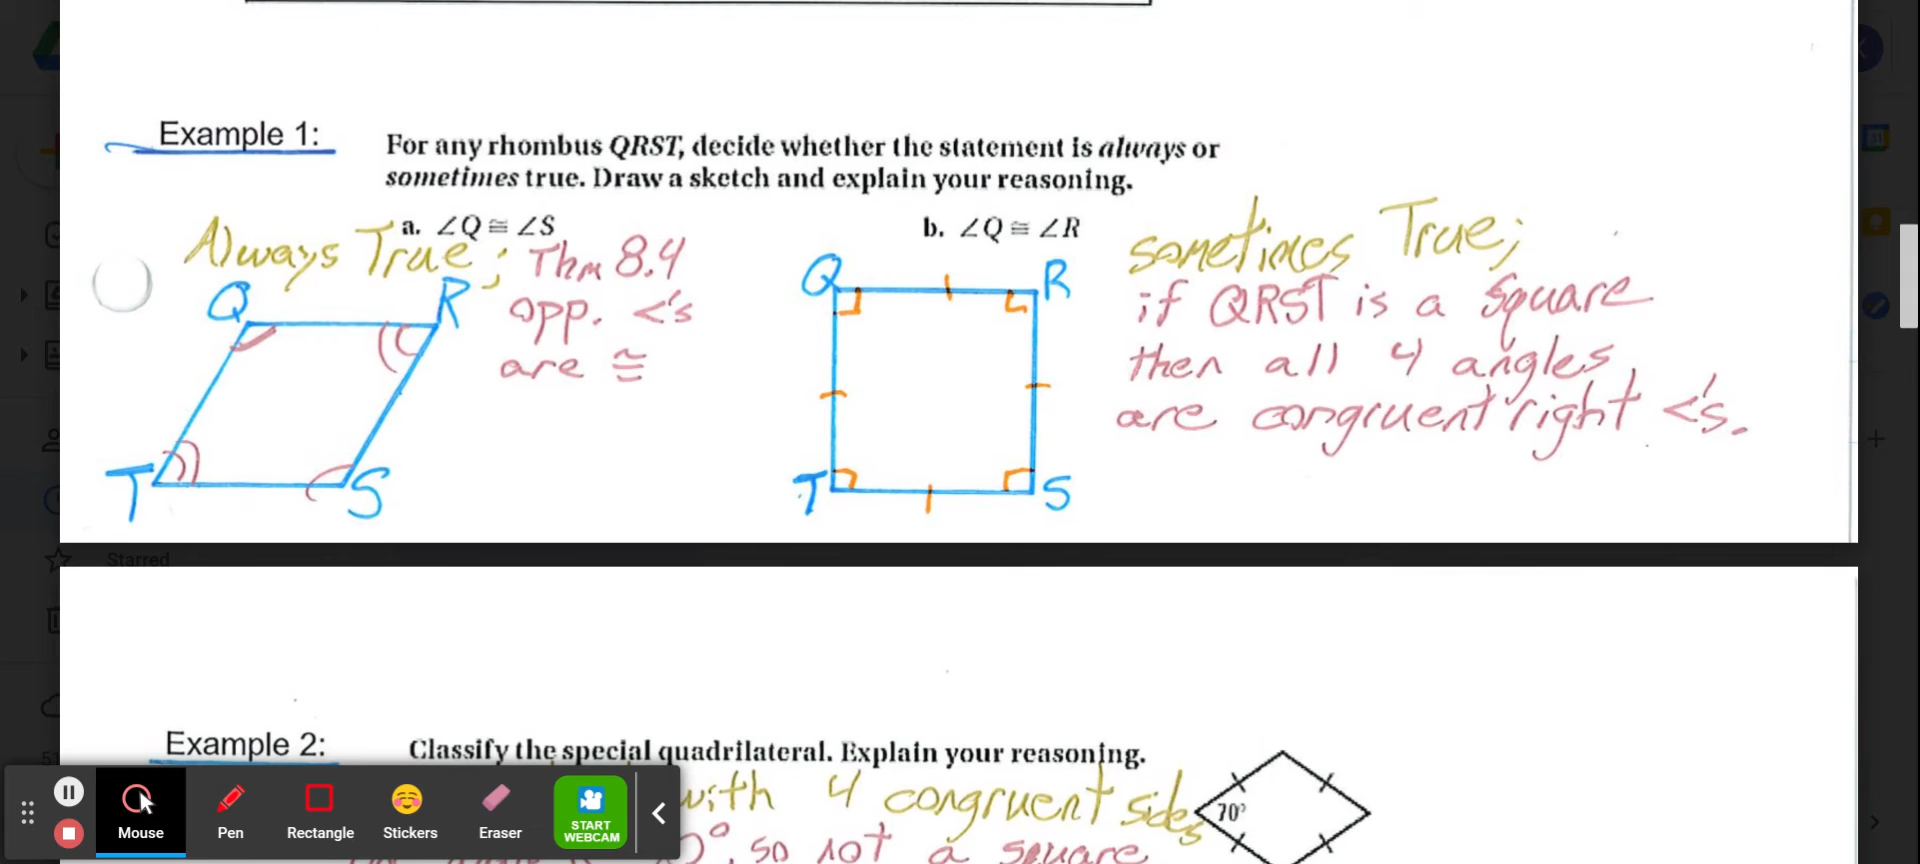 Example 1:
For any rhombus QRST, decide whether the statement is always or
sometimes true. Draw a sketch and explain your reasoning.
a. ∠Q ≅ ∠S
Always True; Thm 8.4
opp. <'s
are ≅
Q R
T S
b. ∠Q ≅ ∠R
Q R
T S
sometimes True;
if QRST is a square
then all 4 angles
are congruent right <'s.
Starred
Example 2:
Classify the special quadrilateral. Explain your reasoning.
with 4 congruent sides
70°
0°, so not a square
Mouse
Pen
Rectangle
Stickers
Eraser
START
WEBCAM